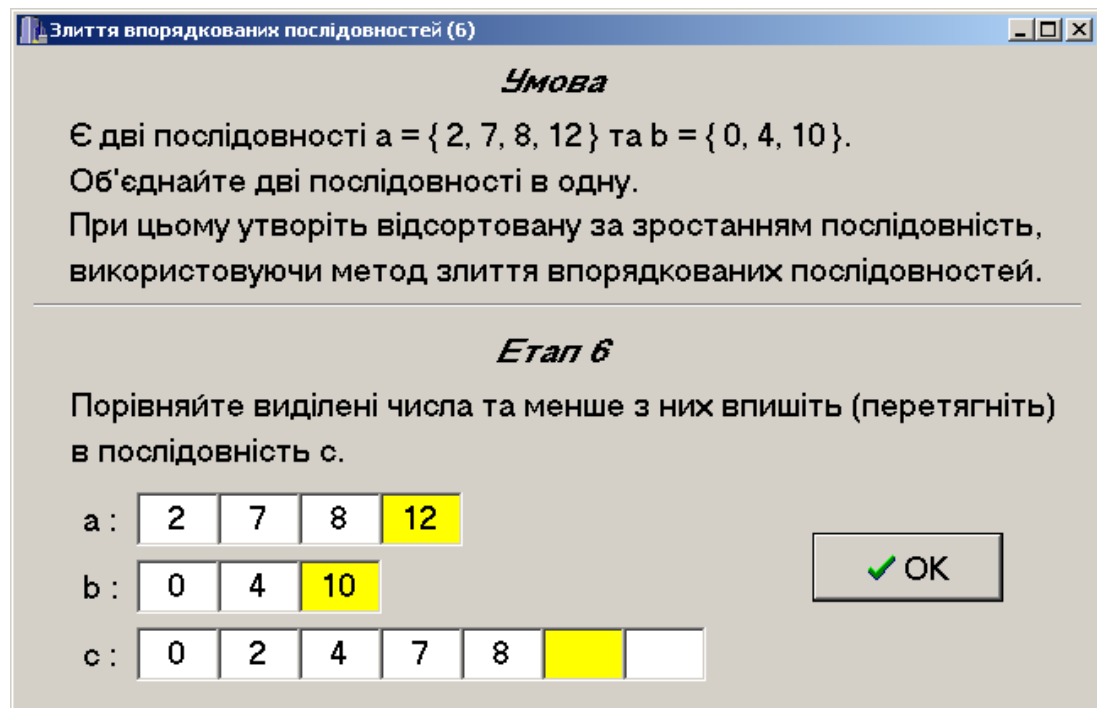 Злиття впорядкованих послідовностей (6)
Умова
Є дві послідовності a = { 2, 7, 8, 12 } та b = { 0, 4, 10 }.
Об'єднайте дві послідовності в одну.
При цьому утворіть відсортовану за зростанням послідовність,
використовуючи метод злиття впорядкованих послідовностей.
Етап 6
Порівняйте виділені числа та менше з них впишіть (перетягніть)
в послідовність c.
a : 2 7 8 12
b : 0 4 10
OK
c : 0 2 4 7 8